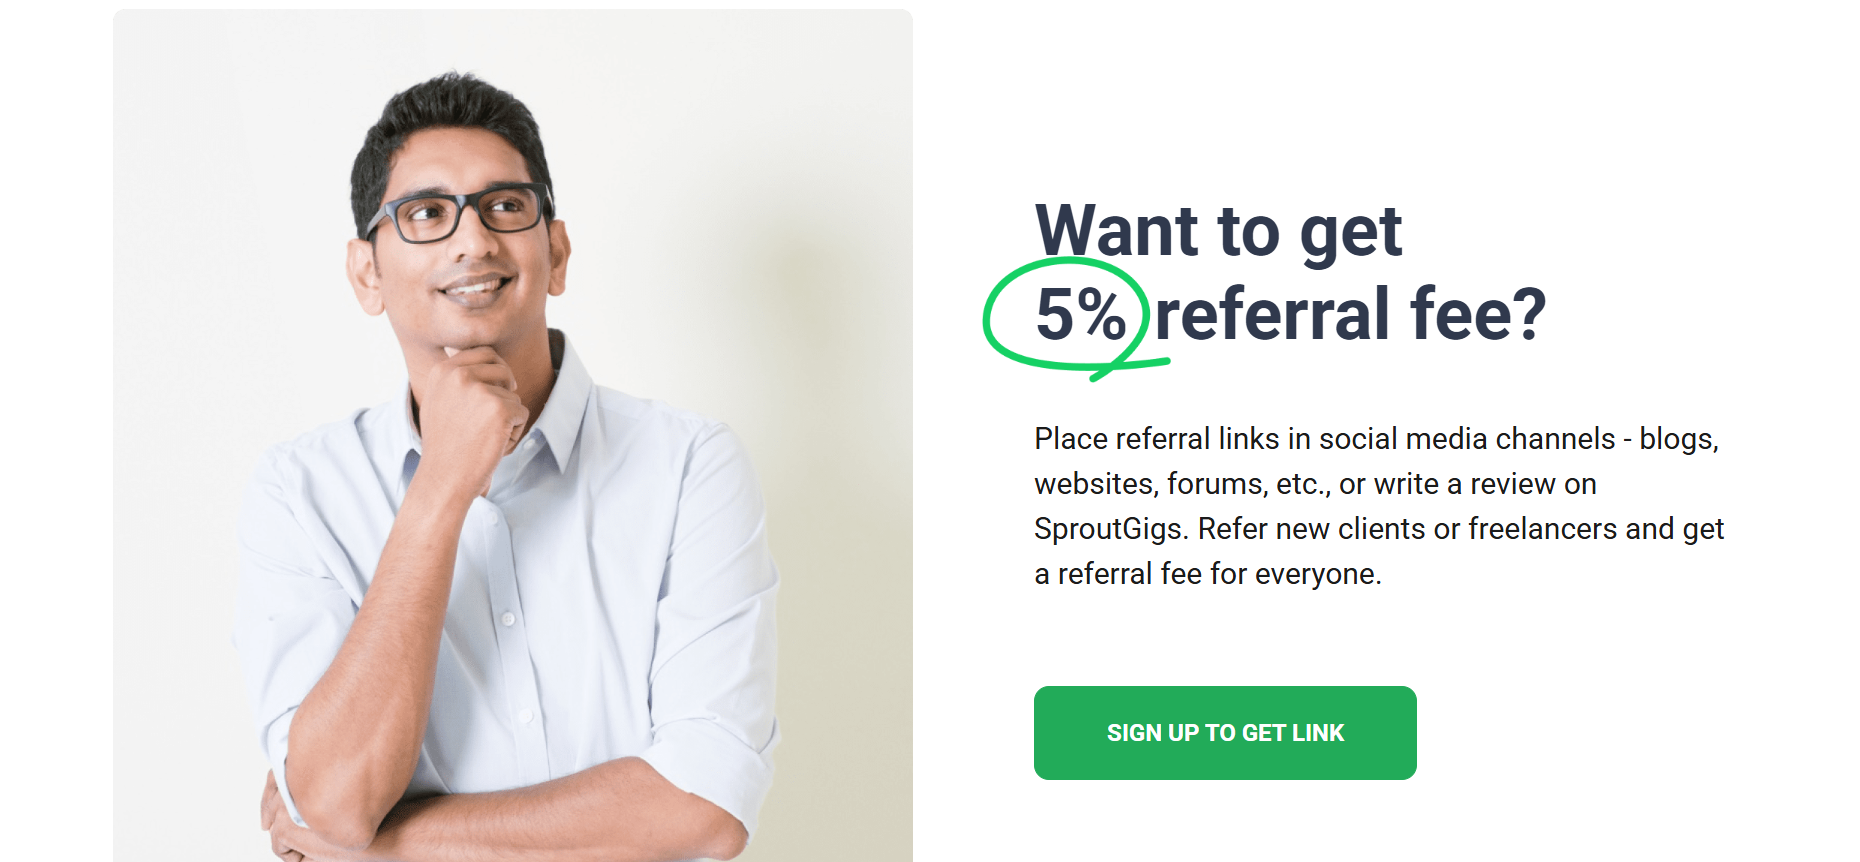 Want to get
5% referral fee?
Place referral links in social media channels - blogs,
websites, forums, etc., or write a review on
SproutGigs. Refer new clients or freelancers and get
a referral fee for everyone.
SIGN UP TO GET LINK